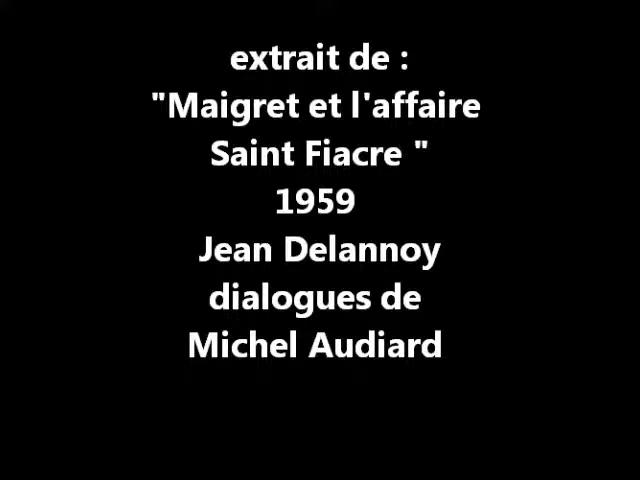 extrait de :
"Maigret et l'affaire
Saint Fiacre "
1959
Jean Delannoy
dialogues de
Michel Audiard